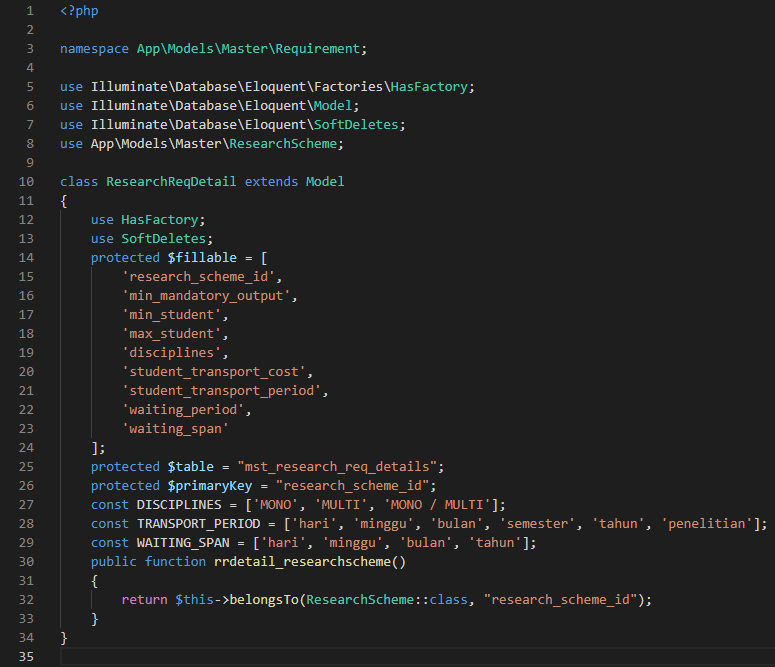 1 <?php
2
3 namespace App\Models\Master\Requirement;
4
5 use Illuminate\Database\Eloquent\Factories\HasFactory;
6 use Illuminate\Database\Eloquent\Model;
7 use Illuminate\Database\Eloquent\SoftDeletes;
8 use App\Models\Master\ResearchScheme;
9
10 class ResearchReqDetail extends Model
11 {
12     use HasFactory;
13     use SoftDeletes;
14     protected $fillable = [
15         'research_scheme_id',
16         'min_mandatory_output',
17         'min_student',
18         'max_student',
19         'disciplines',
20         'student_transport_cost',
21         'student_transport_period',
22         'waiting_period',
23         'waiting_span'
24     ];
25     protected $table = "mst_research_req_details";
26     protected $primaryKey = "research_scheme_id";
27     const DISCIPLINES = ['MONO', 'MULTI', 'MONO / MULTI'];
28     const TRANSPORT_PERIOD = ['hari', 'minggu', 'bulan', 'semester', 'tahun', 'penelitian'];
29     const WAITING_SPAN = ['hari', 'minggu', 'bulan', 'tahun'];
30     public function rrdetail_researchscheme()
31     {
32         return $this->belongsTo(ResearchScheme::class, "research_scheme_id");
33     }
34 }
35